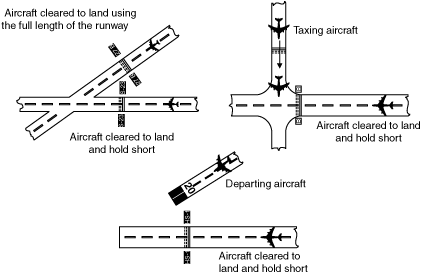 Aircraft cleared to land using
the full length of the runway
Taxing aircraft
Aircraft cleared to land
and hold short
Aircraft cleared to land
and hold short
20
Departing aircraft
Aircraft cleared to
land and hold short